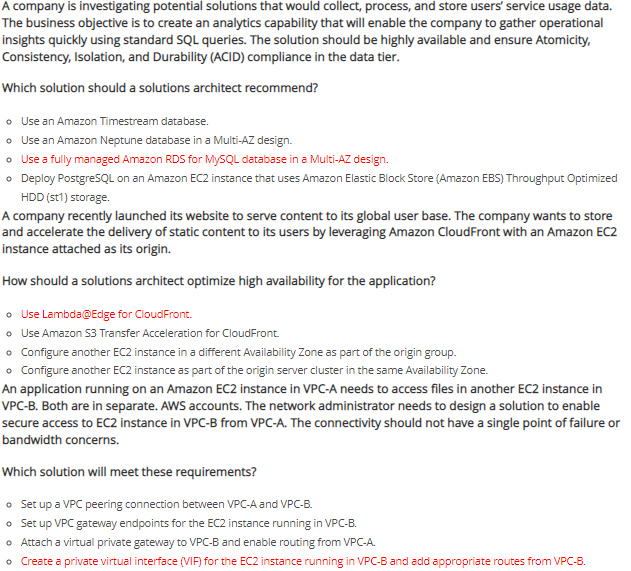 A company is investigating potential solutions that would collect, process, and store users' service usage data.
The business objective is to create an analytics capability that will enable the company to gather operational
insights quickly using standard SQL queries. The solution should be highly available and ensure Atomicity,
Consistency, Isolation, and Durability (ACID) compliance in the data tier.
Which solution should a solutions architect recommend?
Use an Amazon Timestream database.
Use an Amazon Neptune database in a Multi-AZ design.
Use a fully managed Amazon RDS for MySQL database in a Multi-AZ design.
Deploy PostgreSQL on an Amazon EC2 instance that uses Amazon Elastic Block Store (Amazon EBS) Throughput Optimized
HDD (st1) storage.
A company recently launched its website to serve content to its global user base. The company wants to store
and accelerate the delivery of static content to its users by leveraging Amazon CloudFront with an Amazon EC2
instance attached as its origin.
How should a solutions architect optimize high availability for the application?
Use Lambda@Edge for CloudFront.
Use Amazon S3 Transfer Acceleration for CloudFront.
Configure another EC2 instance in a different Availability Zone as part of the origin group.
Configure another EC2 instance as part of the origin server cluster in the same Availability Zone.
An application running on an Amazon EC2 instance in VPC-A needs to access files in another EC2 instance in
VPC-B. Both are in separate. AWS accounts. The network administrator needs to design a solution to enable
secure access to EC2 instance in VPC-B from VPC-A. The connectivity should not have a single point of failure or
bandwidth concerns.
Which solution will meet these requirements?
Set up a VPC peering connection between VPC-A and VPC-B.
Set up VPC gateway endpoints for the EC2 instance running in VPC-B.
Attach a virtual private gateway to VPC-B and enable routing from VPC-A.
Create a private virtual interface (VIF) for the EC2 instance running in VPC-B and add appropriate routes from VPC-B.